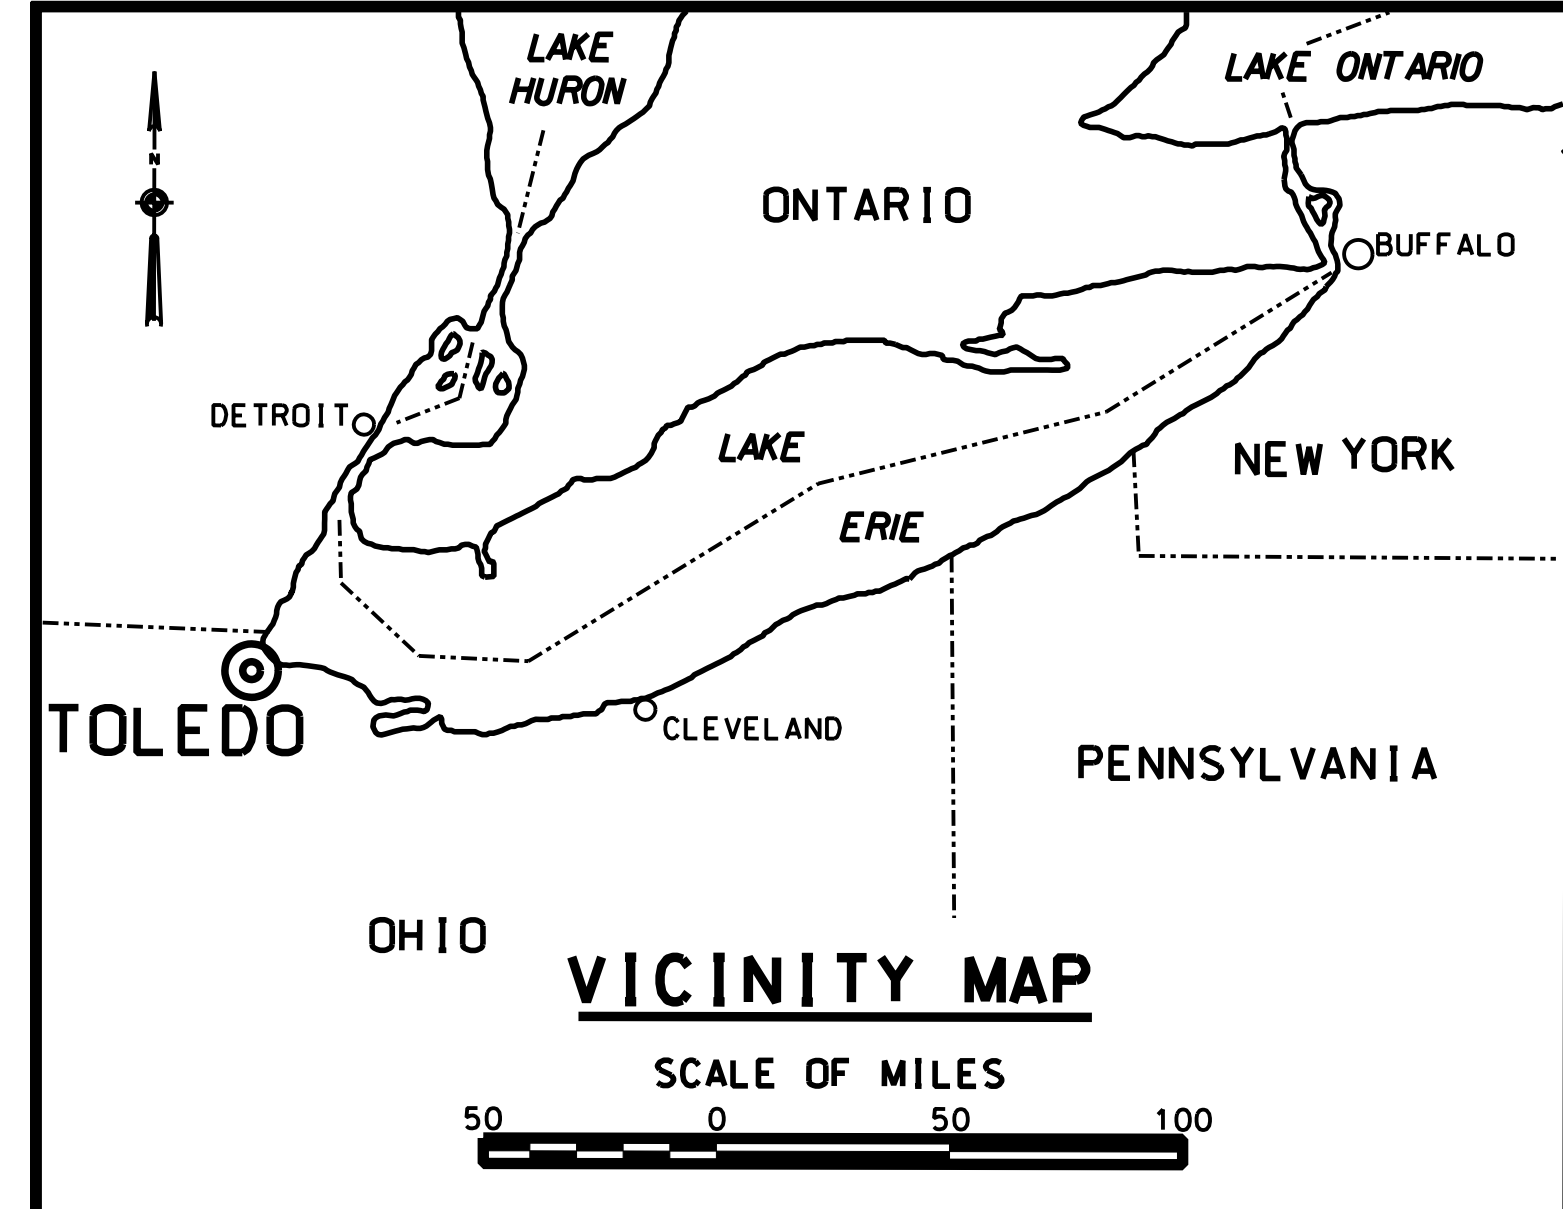 LAKE
HURON
LAKE ONTARIO
N
ONTARIO
BUFFALO
DETROIT
LAKE
ERIE
NEW YORK
TOLEDO
CLEVELAND
PENNSYLVANIA
OHIO
VICINITY MAP
SCALE OF MILES
50 0 50 100